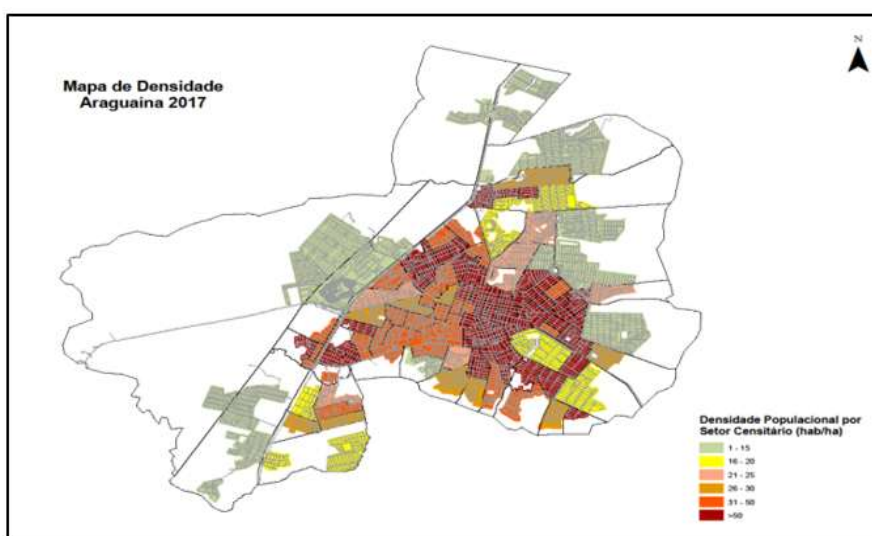 Mapa de Densidade
Araguaina 2017
N
Densidade Populacional por
Setor Censitário (hab/ha)
1 - 15
16 - 20
21 - 25
26 - 30
31 - 50
>50